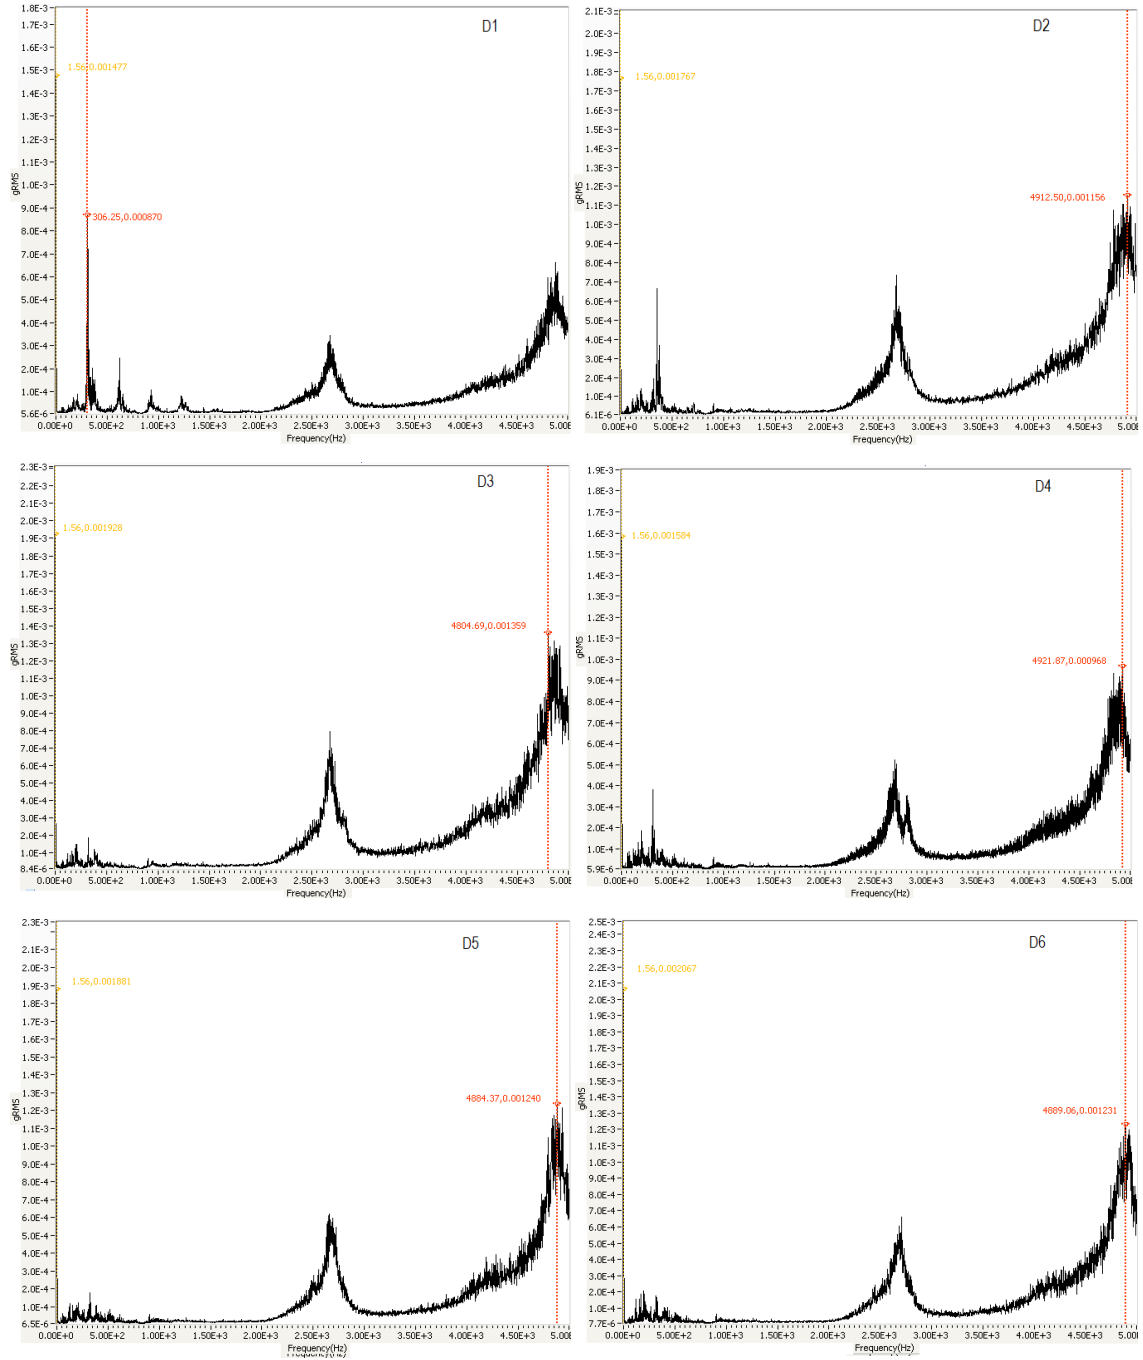 D1
1.8E-3
1.7E-3
1.6E-3
1.5E-3
1.4E-3
1.3E-3
1.2E-3
1.1E-3
1.0E-3
9.0E-4
8.0E-4
7.0E-4
6.0E-4
5.0E-4
4.0E-4
3.0E-4
2.0E-4
1.0E-4
5.6E-6
gRMS
1.56,0.001477
306.25,0.000870
0.00E+0 5.00E+2 1.00E+3 1.50E+3 2.00E+3 2.50E+3 3.00E+3 3.50E+3 4.00E+3 4.50E+3 5.00E
Frequency(Hz)
D2
2.1E-3
2.0E-3
1.9E-3
1.8E-3
1.7E-3
1.6E-3
1.5E-3
1.4E-3
1.3E-3
1.2E-3
1.1E-3
1.0E-3
9.0E-4
8.0E-4
7.0E-4
6.0E-4
5.0E-4
4.0E-4
3.0E-4
2.0E-4
1.0E-4
6.1E-6
gRMS
1.56,0.001767
4912.50,0.001156
0.00E+0 5.00E+2 1.00E+3 1.50E+3 2.00E+3 2.50E+3 3.00E+3 3.50E+3 4.00E+3 4.50E+3 5.00E
Frequency(Hz)
D3
2.3E-3
2.1E-3
2.0E-3
1.9E-3
1.8E-3
1.7E-3
1.6E-3
1.5E-3
1.4E-3
1.3E-3
1.2E-3
1.1E-3
1.0E-3
9.0E-4
8.0E-4
7.0E-4
6.0E-4
5.0E-4
4.0E-4
3.0E-4
2.0E-4
1.0E-4
8.4E-6
gRMS
1.56,0.001928
4804.69,0.001359
0.00E+0 5.00E+2 1.00E+3 1.50E+3 2.00E+3 2.50E+3 3.00E+3 3.50E+3 4.00E+3 4.50E+3 5.00E
Frequency(Hz)
D4
1.9E-3
1.8E-3
1.7E-3
1.6E-3
1.5E-3
1.4E-3
1.3E-3
1.2E-3
1.1E-3
1.0E-3
9.0E-4
8.0E-4
7.0E-4
6.0E-4
5.0E-4
4.0E-4
3.0E-4
2.0E-4
1.0E-4
5.9E-6
gRMS
1.56,0.001584
4921.87,0.000968
0.00E+0 5.00E+2 1.00E+3 1.50E+3 2.00E+3 2.50E+3 3.00E+3 3.50E+3 4.00E+3 4.50E+3 5.00E
Frequency(Hz)
D5
2.3E-3
2.1E-3
2.0E-3
1.9E-3
1.8E-3
1.7E-3
1.6E-3
1.5E-3
1.4E-3
1.3E-3
1.2E-3
1.1E-3
1.0E-3
9.0E-4
8.0E-4
7.0E-4
6.0E-4
5.0E-4
4.0E-4
3.0E-4
2.0E-4
1.0E-4
6.5E-6
gRMS
1.56,0.001881
4884.37,0.001240
0.00E+0 5.00E+2 1.00E+3 1.50E+3 2.00E+3 2.50E+3 3.00E+3 3.50E+3 4.00E+3 4.50E+3 5.00E
Frequency(Hz)
D6
2.5E-3
2.4E-3
2.3E-3
2.2E-3
2.1E-3
2.0E-3
1.9E-3
1.8E-3
1.7E-3
1.6E-3
1.5E-3
1.4E-3
1.3E-3
1.2E-3
1.1E-3
1.0E-3
9.0E-4
8.0E-4
7.0E-4
6.0E-4
5.0E-4
4.0E-4
3.0E-4
2.0E-4
1.0E-4
7.7E-6
gRMS
1.56,0.002067
4889.06,0.001231
0.00E+0 5.00E+2 1.00E+3 1.50E+3 2.00E+3 2.50E+3 3.00E+3 3.50E+3 4.00E+3 4.50E+3 5.00E
Frequency(Hz)